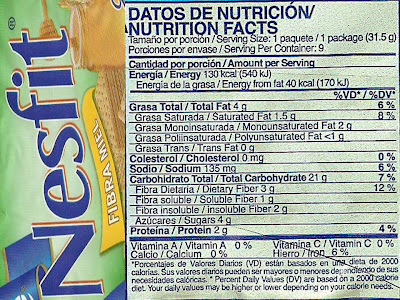 Nesfit
FIBRA MIEL
DATOS DE NUTRICIÓN/
NUTRITION FACTS
Tamaño por porción / Serving Size: 1 paquete / 1 package (31.5 g)
Porciones por envase / Serving Per Container: 9
Cantidad por porción / Amount per Serving
Energía / Energy 130 kcal (540 kJ)
Energía de la grasa / Energy from fat 40 kcal (170 kJ)
%VD* / %DV*
Grasa Total / Total Fat 4 g 6 %
Grasa Saturada / Saturated Fat 1.5 g 8 %
Grasa Monoinsaturada / Monounsaturated Fat 2 g
Grasa Poliinsaturada / Polyunsaturated Fat <1 g
Grasa Trans / Trans Fat 0 g
Colesterol / Cholesterol 0 mg 0 %
Sodio / Sodium 135 mg 6 %
Carbohidrato Total / Total Carbohydrate 21 g 7 %
Fibra Dietaria / Dietary Fiber 3 g 12 %
Fibra soluble / Soluble Fiber 1 g
Fibra insoluble / insoluble Fiber 2 g
Azúcares / Sugars 4 g
Proteína / Protein 2 g 4 %
Vitamina A / Vitamin A 0 % Vitamina C / Vitamin C 0 %
Calcio / Calcium 0 % Hierro / Iron 6 %
*Porcentajes de Valores Diarios (VD) están basados en una dieta de 2000
calorías. Sus valores diarios pueden ser mayores o menores dependiendo de sus
necesidades calóricas. * Percent Daily Values (DV) are based on a 2000 calorie
diet. Your daily values may be higher or lower depending on your calorie needs.